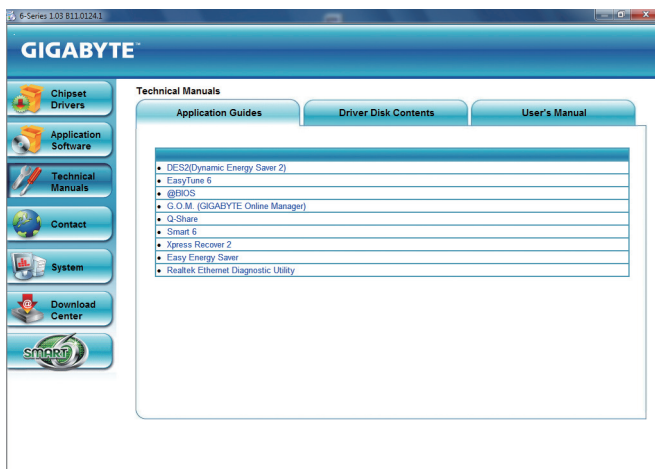 6-Series 1.03 B11.0124.1
GIGABYTE™
Chipset
Drivers
Application
Software
Technical
Manuals
Contact
System
Download
Center
SMART 6
Technical Manuals
Application Guides
Driver Disk Contents
User's Manual
DES2(Dynamic Energy Saver 2)
EasyTune 6
@BIOS
G.O.M. (GIGABYTE Online Manager)
Q-Share
Smart 6
Xpress Recover 2
Easy Energy Saver
Realtek Ethernet Diagnostic Utility